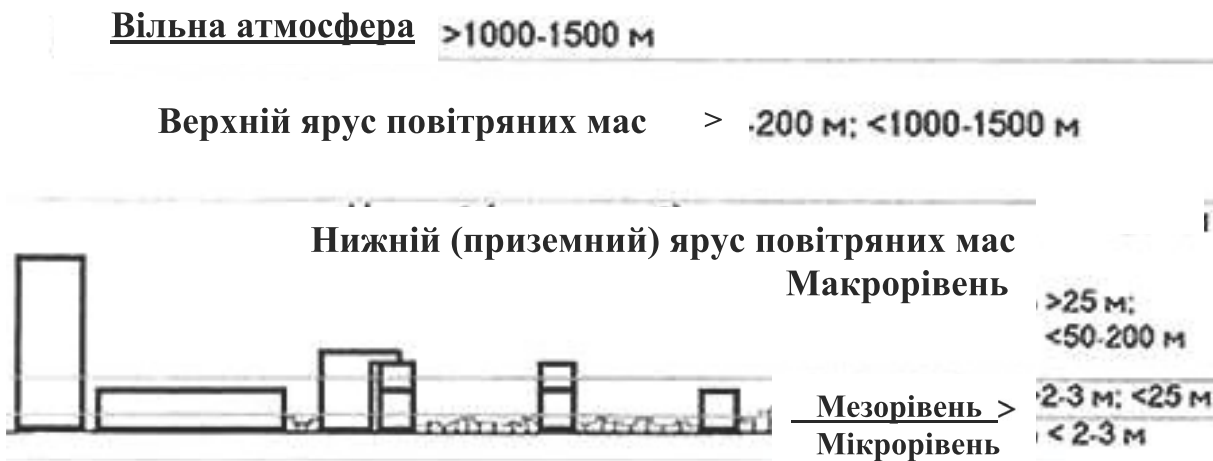 Вільна атмосфера >1000-1500 м
Верхній ярус повітряних мас > -200 м; <1000-1500 м
Нижній (приземний) ярус повітряних мас
Макрорівень
>25 м;
<50-200 м
Мезорівень > 2-3 м; <25 м
Мікрорівень < 2-3 м